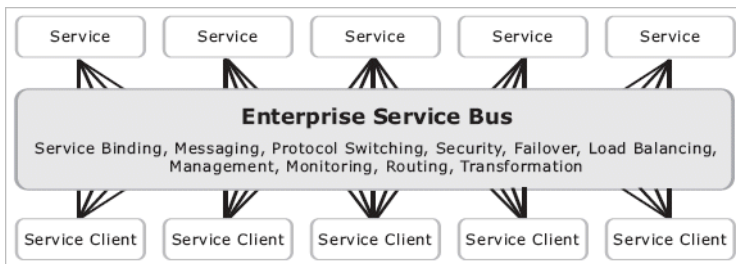 Service Service Service Service Service
Enterprise Service Bus
Service Binding, Messaging, Protocol Switching, Security, Failover, Load Balancing,
Management, Monitoring, Routing, Transformation
Service Client Service Client Service Client Service Client Service Client